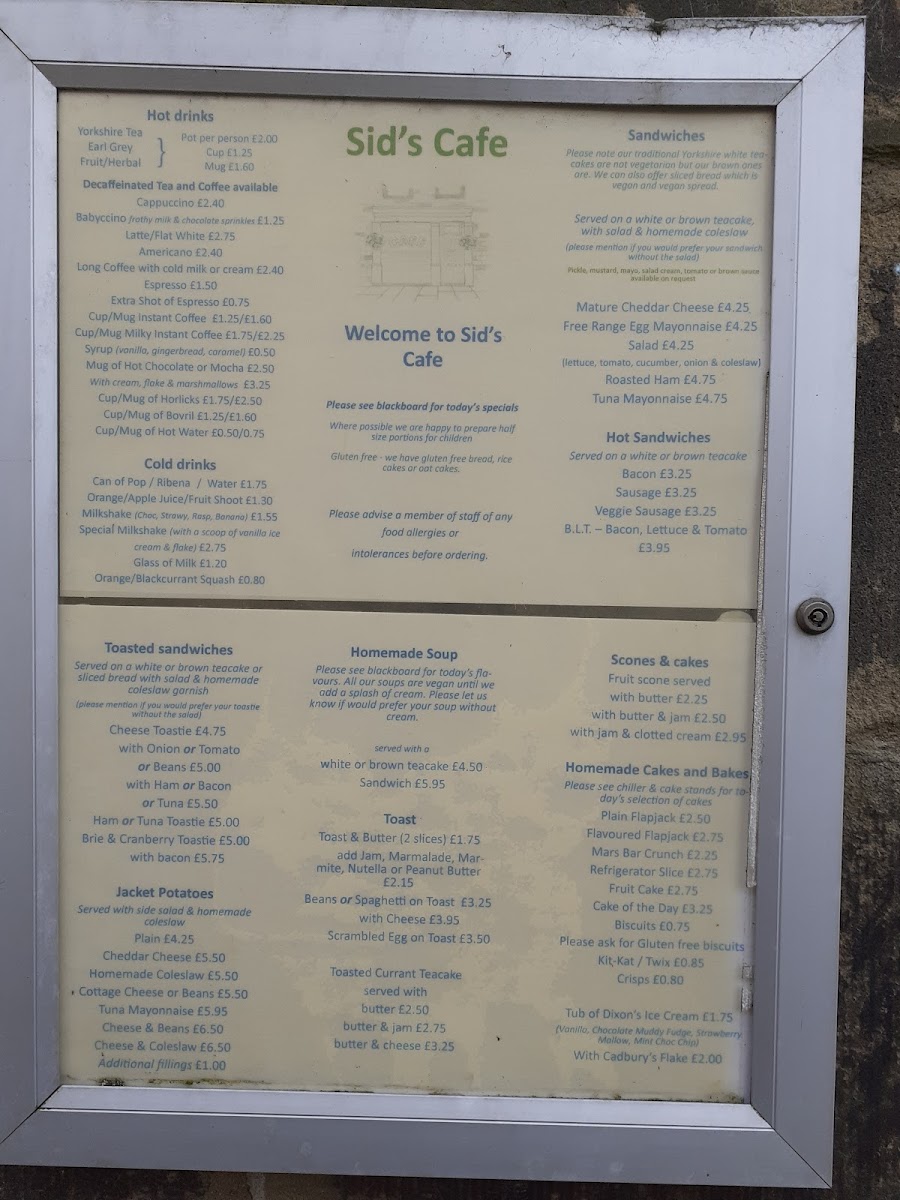 Hot drinks
Yorkshire Tea
Earl Grey
Fruit/Herbal
}
Pot per person £2.00
Cup £1.25
Mug £1.60
Decaffeinated Tea and Coffee available
Cappuccino £2.40
Babyccino frothy milk & chocolate sprinkles £1.25
Latte/Flat White £2.75
Americano £2.40
Long Coffee with cold milk or cream £2.40
Espresso £1.50
Extra Shot of Espresso £0.75
Cup/Mug Instant Coffee £1.25/£1.60
Cup/Mug Milky Instant Coffee £1.75/£2.25
Syrup (vanilla, gingerbread, caramel) £0.50
Mug of Hot Chocolate or Mocha £2.50
With cream, flake & marshmallows £3.25
Cup/Mug of Horlicks £1.75/£2.50
Cup/Mug of Bovril £1.25/£1.60
Cup/Mug of Hot Water £0.50/0.75
Cold drinks
Can of Pop / Ribena / Water £1.75
Orange/Apple Juice/Fruit Shoot £1.30
Milkshake (Choc, Strawy, Rasp, Banana) £1.55
Special Milkshake (with a scoop of vanilla ice
cream & flake) £2.75
Glass of Milk £1.20
Orange/Blackcurrant Squash £0.80
Sid's Cafe
Welcome to Sid's
Cafe
Please see blackboard for today's specials
Where possible we are happy to prepare half
size portions for children
Gluten free - we have gluten free bread, rice
cakes or oat cakes.
Please advise a member of staff of any
food allergies or
intolerances before ordering.
Sandwiches
Please note our traditional Yorkshire white tea-
cakes are not vegetarian but our brown ones
are. We can also offer sliced bread which is
vegan and vegan spread.
Served on a white or brown teacake,
with salad & homemade coleslaw
(please mention if you would prefer your sandwich
without the salad)
Pickle, mustard, mayo, salad cream, tomato or brown sauce
available on request
Mature Cheddar Cheese £4.25
Free Range Egg Mayonnaise £4.25
Salad £4.25
(lettuce, tomato, cucumber, onion & coleslaw)
Roasted Ham £4.75
Tuna Mayonnaise £4.75
Hot Sandwiches
Served on a white or brown teacake
Bacon £3.25
Sausage £3.25
Veggie Sausage £3.25
B.L.T. – Bacon, Lettuce & Tomato
£3.95
Toasted sandwiches
Served on a white or brown teacake or
sliced bread with salad & homemade
coleslaw garnish
(please mention if you would prefer your toastie
without the salad)
Cheese Toastie £4.75
with Onion or Tomato
or Beans £5.00
with Ham or Bacon
or Tuna £5.50
Ham or Tuna Toastie £5.00
Brie & Cranberry Toastie £5.00
with bacon £5.75
Jacket Potatoes
Served with side salad & homemade
coleslaw
Plain £4.25
Cheddar Cheese £5.50
Homemade Coleslaw £5.50
Cottage Cheese or Beans £5.50
Tuna Mayonnaise £5.95
Cheese & Beans £6.50
Cheese & Coleslaw £6.50
Additional fillings £1.00
Homemade Soup
Please see blackboard for today's fla-
vours. All our soups are vegan until we
add a splash of cream. Please let us
know if would prefer your soup without
cream.
served with a
white or brown teacake £4.50
Sandwich £5.95
Toast
Toast & Butter (2 slices) £1.75
add Jam, Marmalade, Mar-
mite, Nutella or Peanut Butter
£2.15
Beans or Spaghetti on Toast £3.25
with Cheese £3.95
Scrambled Egg on Toast £3.50
Toasted Currant Teacake
served with
butter £2.50
butter & jam £2.75
butter & cheese £3.25
Scones & cakes
Fruit scone served
with butter £2.25
with butter & jam £2.50
with jam & clotted cream £2.95
Homemade Cakes and Bakes
Please see chiller & cake stands for to-
day's selection of cakes
Plain Flapjack £2.50
Flavoured Flapjack £2.75
Mars Bar Crunch £2.25
Refrigerator Slice £2.75
Fruit Cake £2.75
Cake of the Day £3.25
Biscuits £0.75
Please ask for Gluten free biscuits
Kit-Kat / Twix £0.85
Crisps £0.80
Tub of Dixon's Ice Cream £1.75
(Vanilla, Chocolate Muddy Fudge, Strawberry
Mallow, Mint Choc Chip)
With Cadbury's Flake £2.00